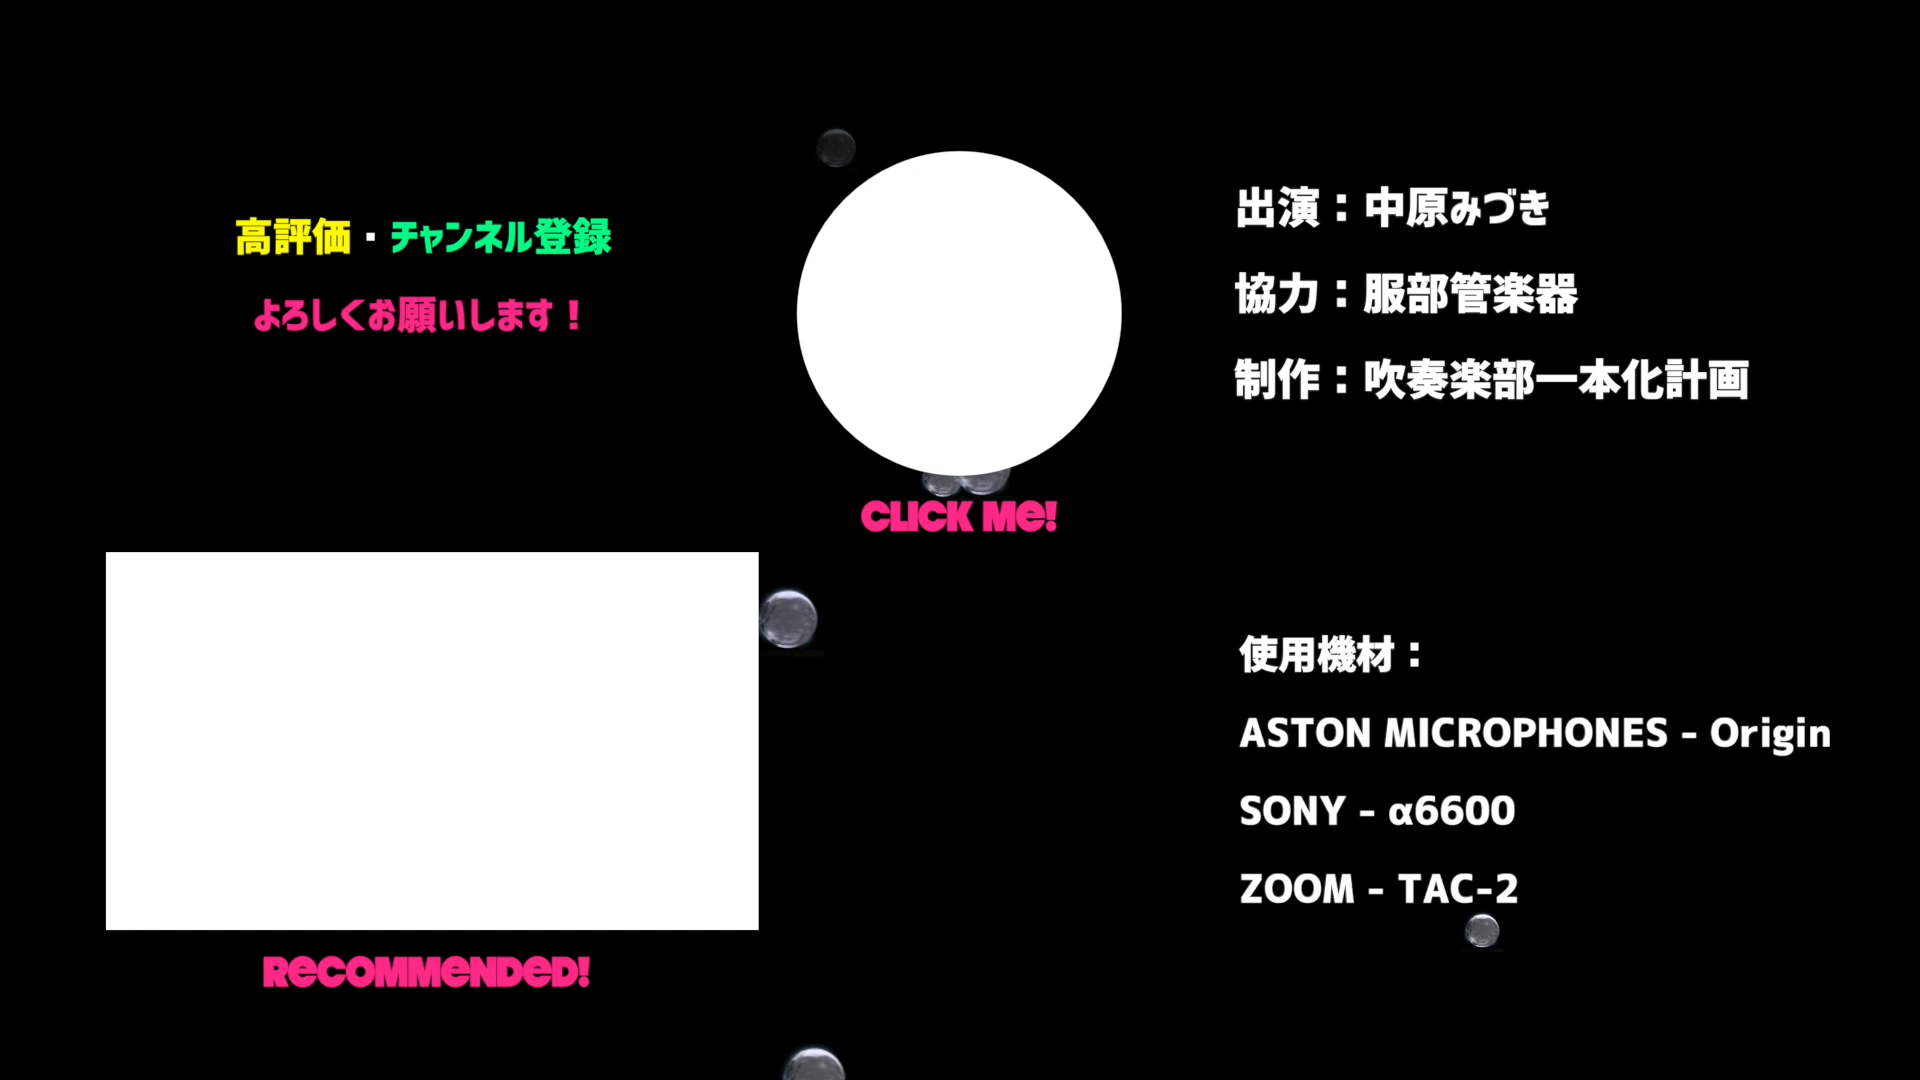 高評価・チャンネル登録
よろしくお願いします！
CLICK Me!
出演：中原みづき
協力：服部管楽器
制作：吹奏楽部一本化計画
RecommenDeD!
使用機材：
ASTON MICROPHONES - Origin
SONY - α6600
ZOOM - TAC-2